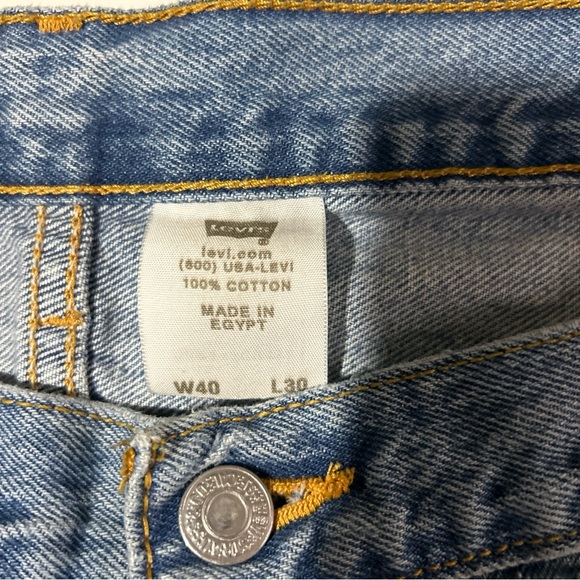 Levi's
levi.com
(800) USA-LEVI
100% COTTON
MADE IN
EGYPT
W40 L30